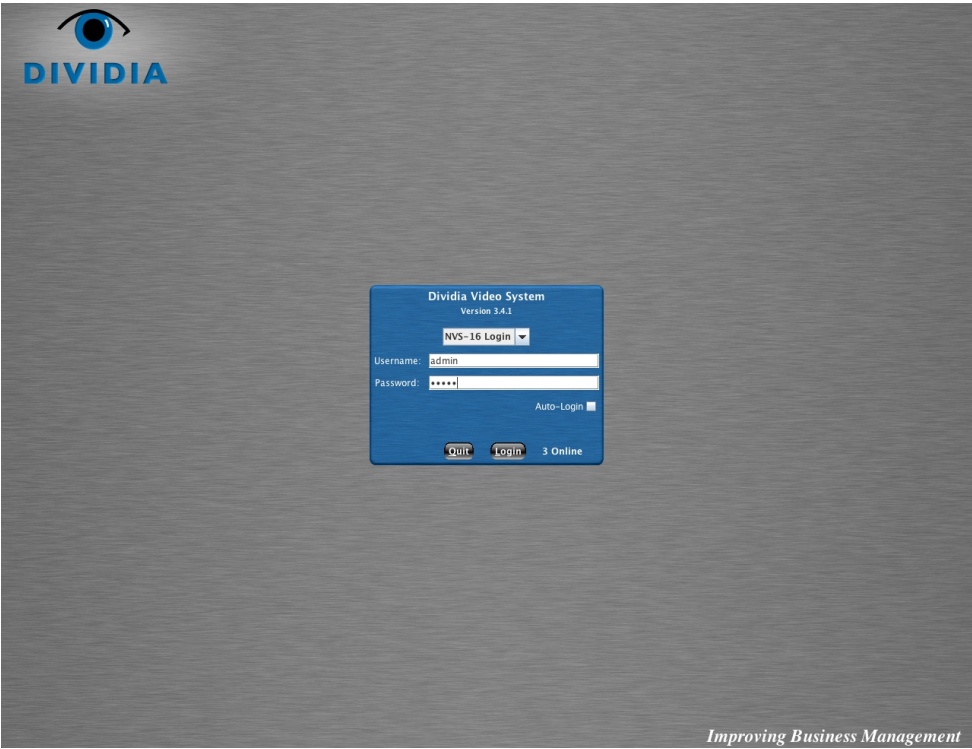 DIVIDIA
Dividia Video System
Version 3.4.1
NVS-16 Login
Username: admin
Password: •••••
Auto-Login
Quit Login 3 Online
Improving Business Management